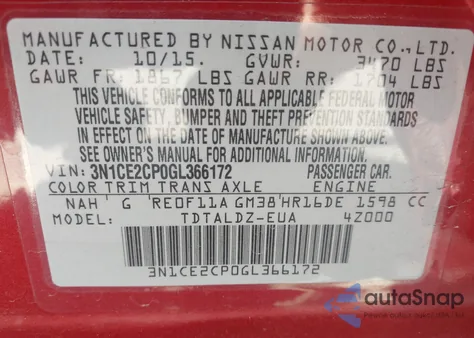 MANUFACTURED BY NISSAN MOTOR CO., LTD.
DATE: 10/15. GVWR: 3470 LBS
GAWR FR: 1867 LBS GAWR RR: 1704 LBS
THIS VEHICLE CONFORMS TO ALL APPLICABLE FEDERAL MOTOR
VEHICLE SAFETY, BUMPER AND THEFT PREVENTION STANDARDS
IN EFFECT ON THE DATE OF MANUFACTURE SHOWN ABOVE.
SEE OWNER'S MANUAL FOR ADDITIONAL INFORMATION.
VIN: 3N1CE2CP0GL366172 PASSENGER CAR.
COLOR TRIM TRANS AXLE ENGINE
NAH G RE0F11A GM38 HR16DE 1598 CC
MODEL: TDTALDZ-EUA 4Z000
3N1CE2CP0GL366172
autoSnap
POWERED BY